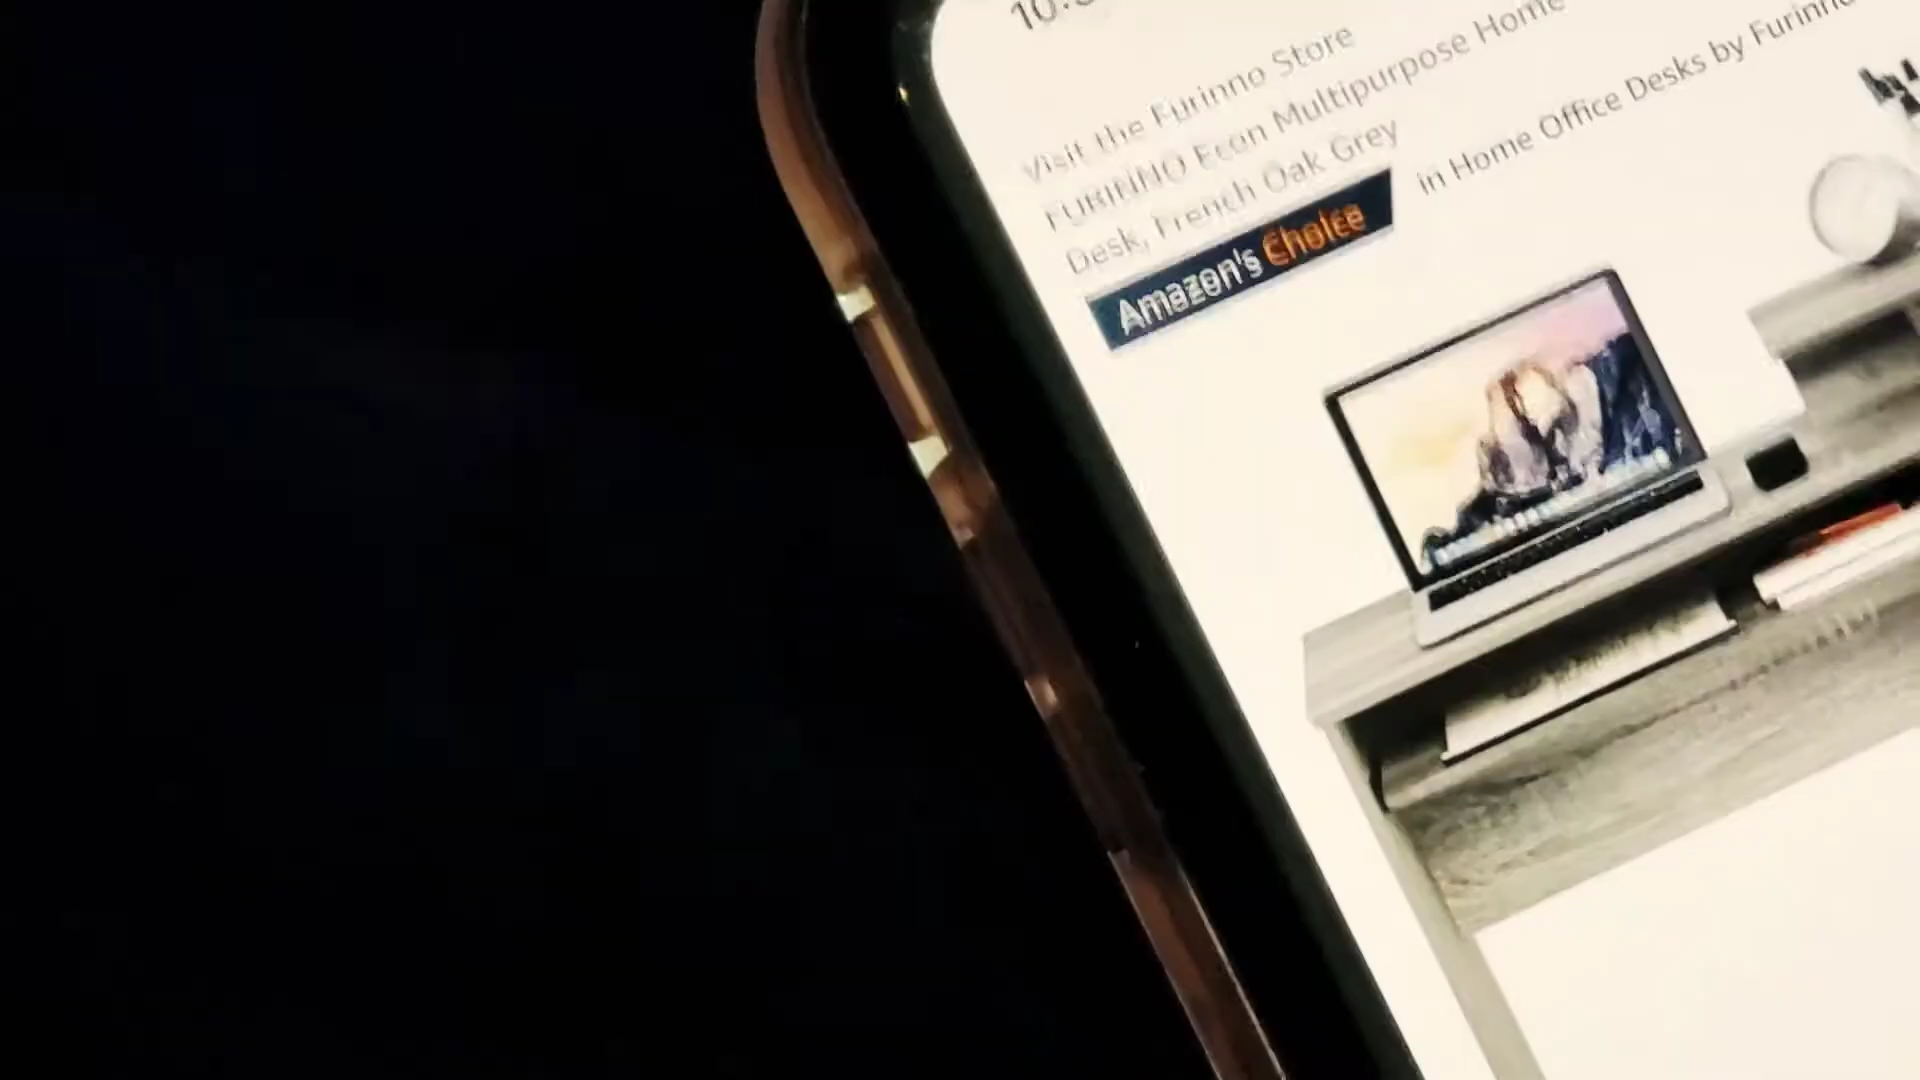 Visit the Furinno Store
FURINNO Econ Multipurpose Home
Desk, French Oak Grey
Amazon's Choice in Home Office Desks by Furinno